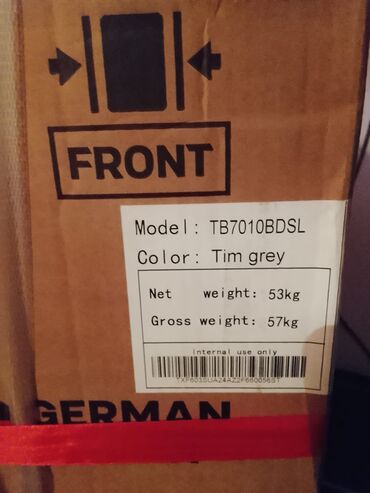 FRONT
Model: TB7010BDSL
Color: Tim grey
Net weight: 53kg
Gross weight: 57kg
Internal use only
GERMAN